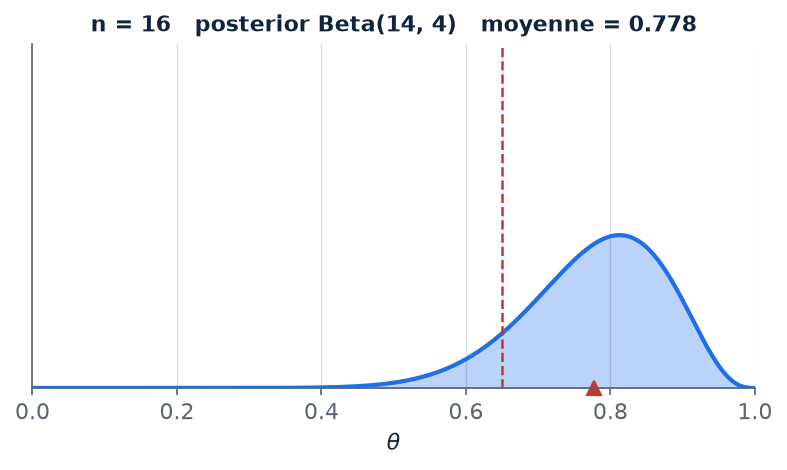 n = 16 posterior Beta(14, 4) moyenne = 0.778
0.0 0.2 0.4 0.6 0.8 1.0
θ